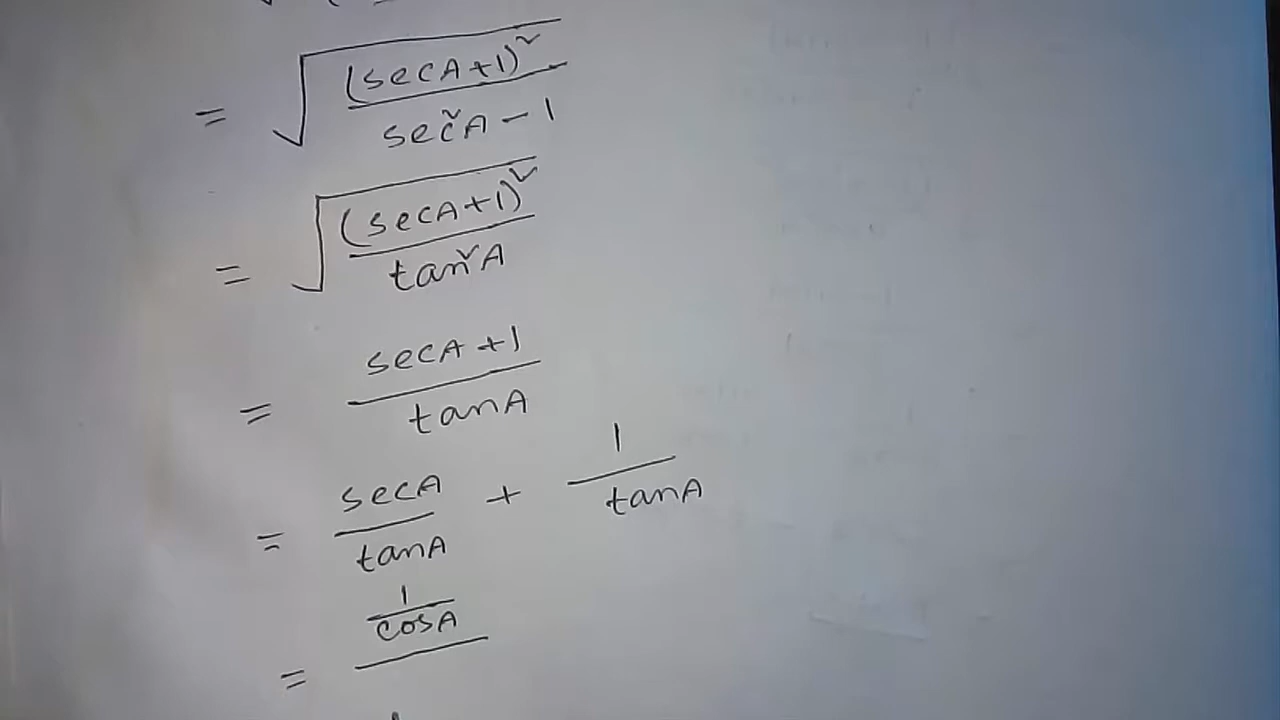 = √((secA+1)² / (sec²A - 1))
= √((secA+1)² / tan²A)
= (secA+1) / tanA
= secA / tanA + 1 / tanA
= (1 / cosA) /